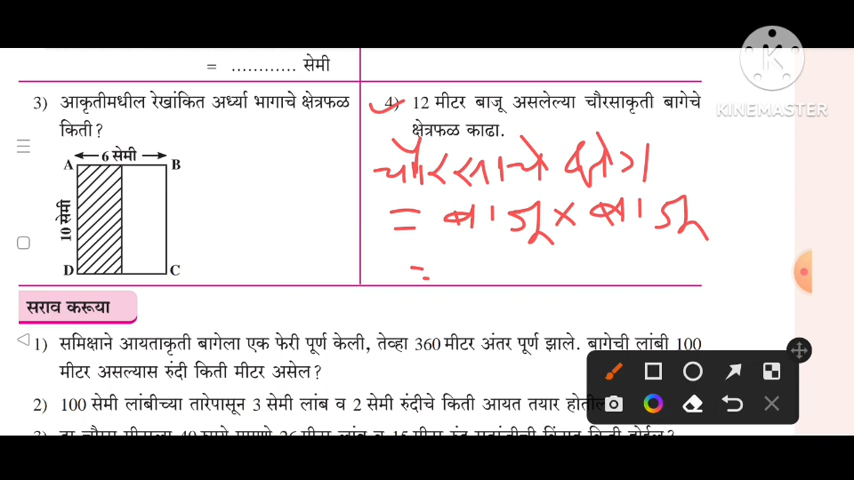 = ............ सेमी
KINEMASTER
3) आकृतीमधील रेखांकित अर्ध्या भागाचे क्षेत्रफळ
किती?
6 सेमी
A B
10 सेमी
D C
4) 12 मीटर बाजू असलेल्या चौरसाकृती बागेचे
क्षेत्रफळ काढा.
चौरसाचे
= बाजू × बाजू
=
सराव करूया
1) समिक्षाने आयताकृती बागेला एक फेरी पूर्ण केली, तेव्हा 360 मीटर अंतर पूर्ण झाले. बागेची लांबी 100
मीटर असल्यास रुंदी किती मीटर असेल?
2) 100 सेमी लांबीच्या तारेपासून 3 सेमी लांब व 2 सेमी रुंदीचे किती आयत तयार होतील